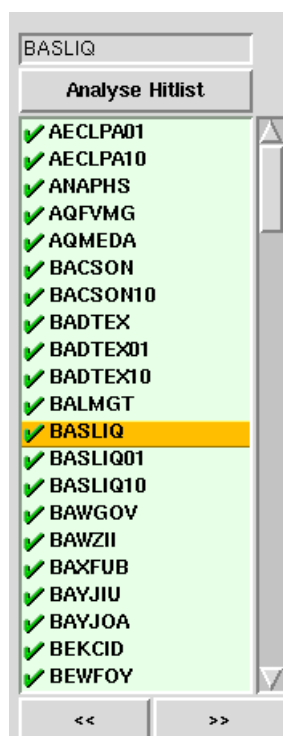 BASLIQ
Analyse Hitlist
AECLPA01
AECLPA10
ANAPHS
AQFVMG
AQMEDA
BACSON
BACSON10
BADTEX
BADTEX01
BADTEX10
BALMGT
BASLIQ
BASLIQ01
BASLIQ10
BAWGOV
BAWZII
BAXFUB
BAYJIU
BAYJOA
BEKCID
BEWFOY
<< >>